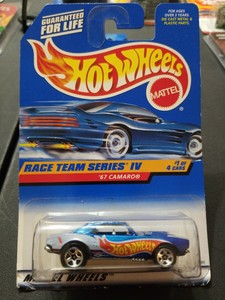 GUARANTEED
FOR LIFE
FOR AGES
OVER 3 YEARS
DIE CAST METAL &
PLASTIC PARTS
Hot Wheels
MATTEL
RACE TEAM SERIES IV
'67 CAMARO®
#1 OF
4 CARS
HOT WHEELS
WHEELS